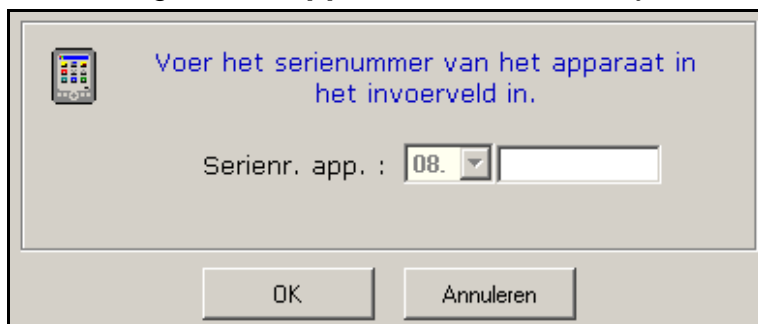 Voer het serienummer van het apparaat in
het invoerveld in.
Serienr. app. : 08.
OK Annuleren